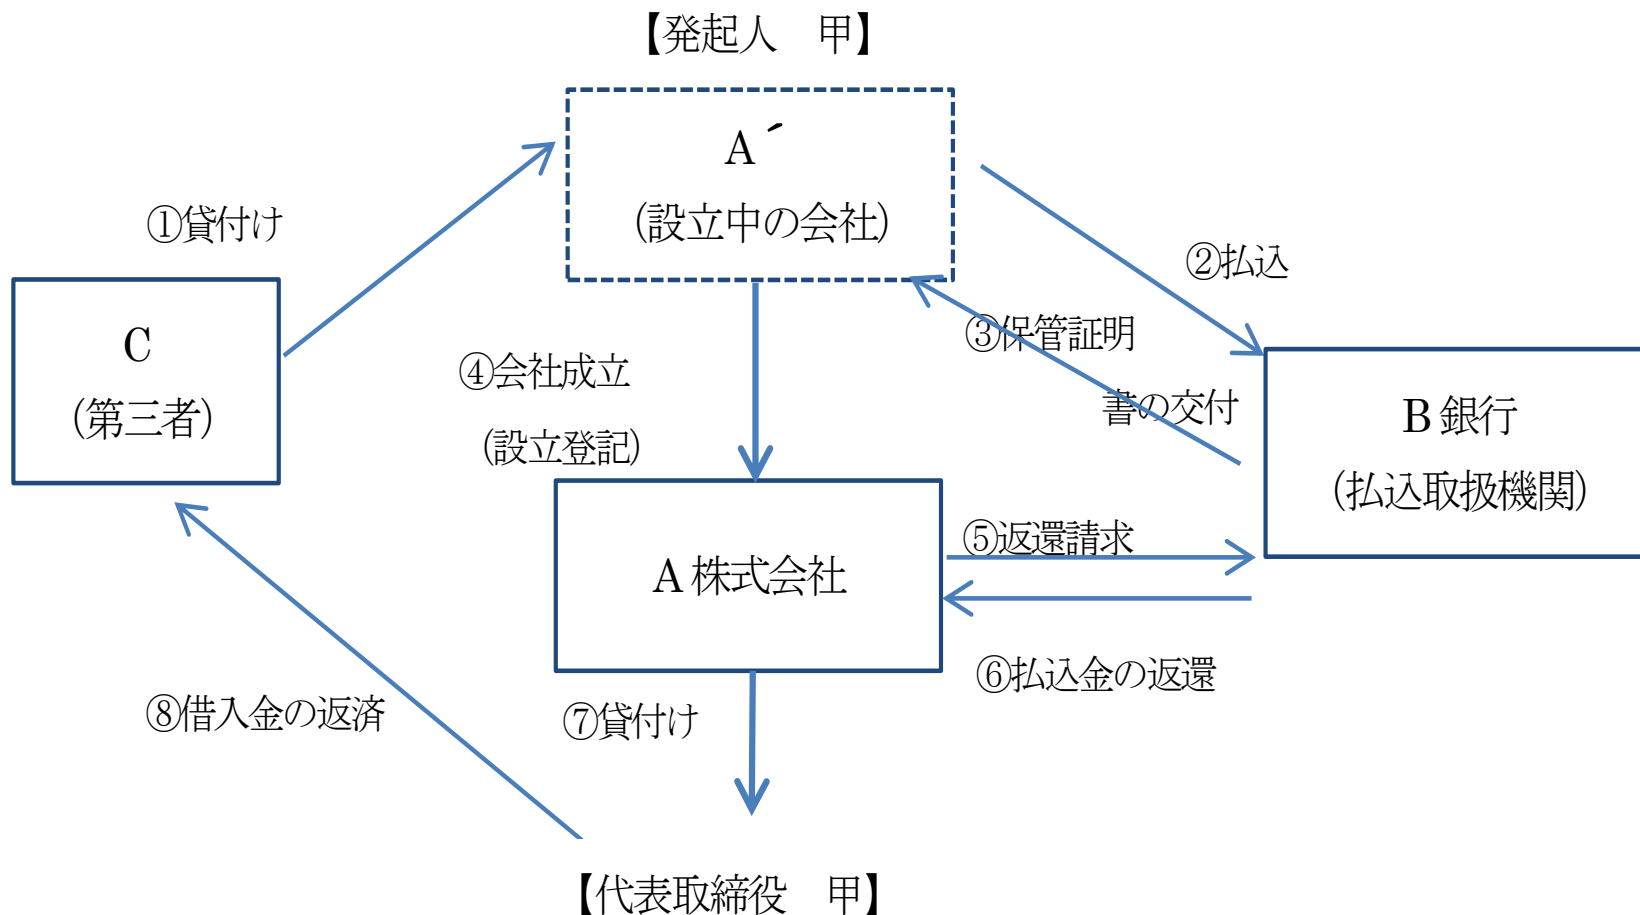 【発起人　甲】
A´
(設立中の会社)
①貸付け
②払込
C
(第三者)
③保管証明
書の交付
④会社成立
(設立登記)
B銀行
(払込取扱機関)
A株式会社
⑤返還請求
⑥払込金の返還
⑦貸付け
⑧借入金の返済
【代表取締役　甲】